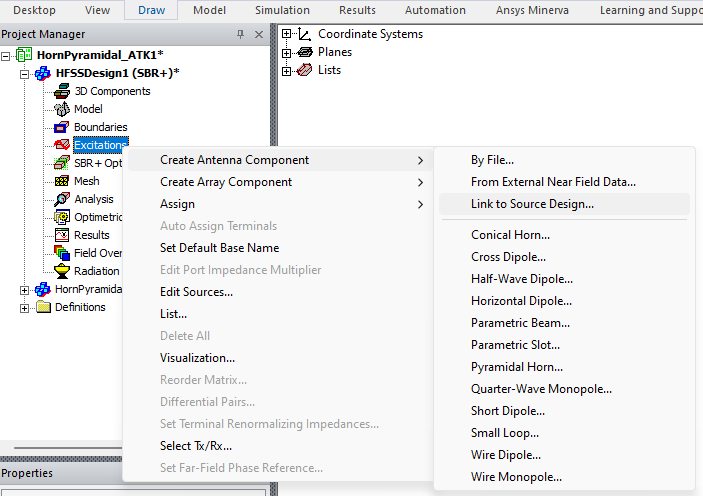 Desktop View Draw Model Simulation Results Automation Ansys Minerva Learning and Suppo
Project Manager
HornPyramidal_ATK1*
HFSSDesign1 (SBR+)*
3D Components
Model
Boundaries
Excitations
SBR+ Opt
Mesh
Analysis
Optimetric
Results
Field Over
Radiation
HornPyramida
Definitions
Properties
Coordinate Systems
Planes
Lists
Create Antenna Component
Create Array Component
Assign
Auto Assign Terminals
Set Default Base Name
Edit Port Impedance Multiplier
Edit Sources...
List...
Delete All
Visualization...
Reorder Matrix...
Differential Pairs...
Set Terminal Renormalizing Impedances...
Select Tx/Rx...
Set Far-Field Phase Reference...
By File...
From External Near Field Data...
Link to Source Design...
Conical Horn...
Cross Dipole...
Half-Wave Dipole...
Horizontal Dipole...
Parametric Beam...
Parametric Slot...
Pyramidal Horn...
Quarter-Wave Monopole...
Short Dipole...
Small Loop...
Wire Dipole...
Wire Monopole...